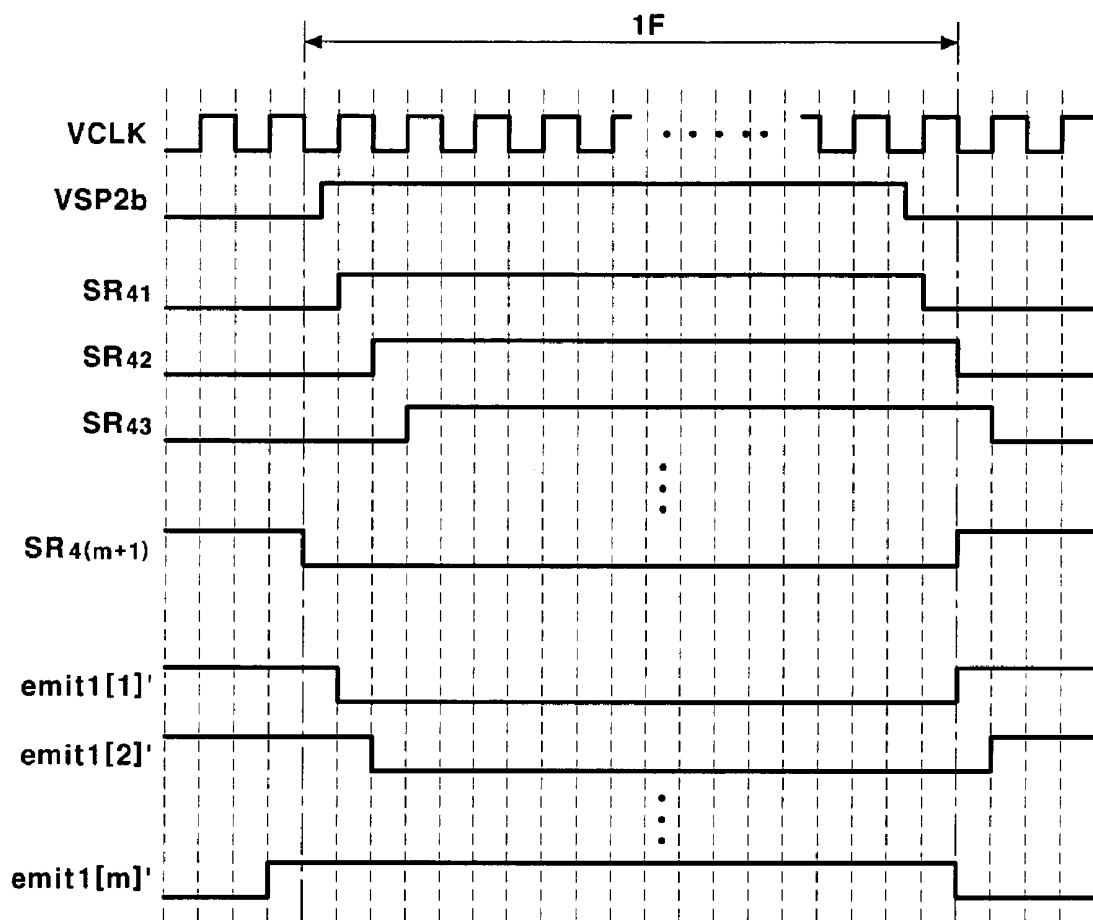 1F
VCLK
VSP2b
SR41
SR42
SR43
SR4(m+1)
emit1[1]'
emit1[2]'
emit1[m]'